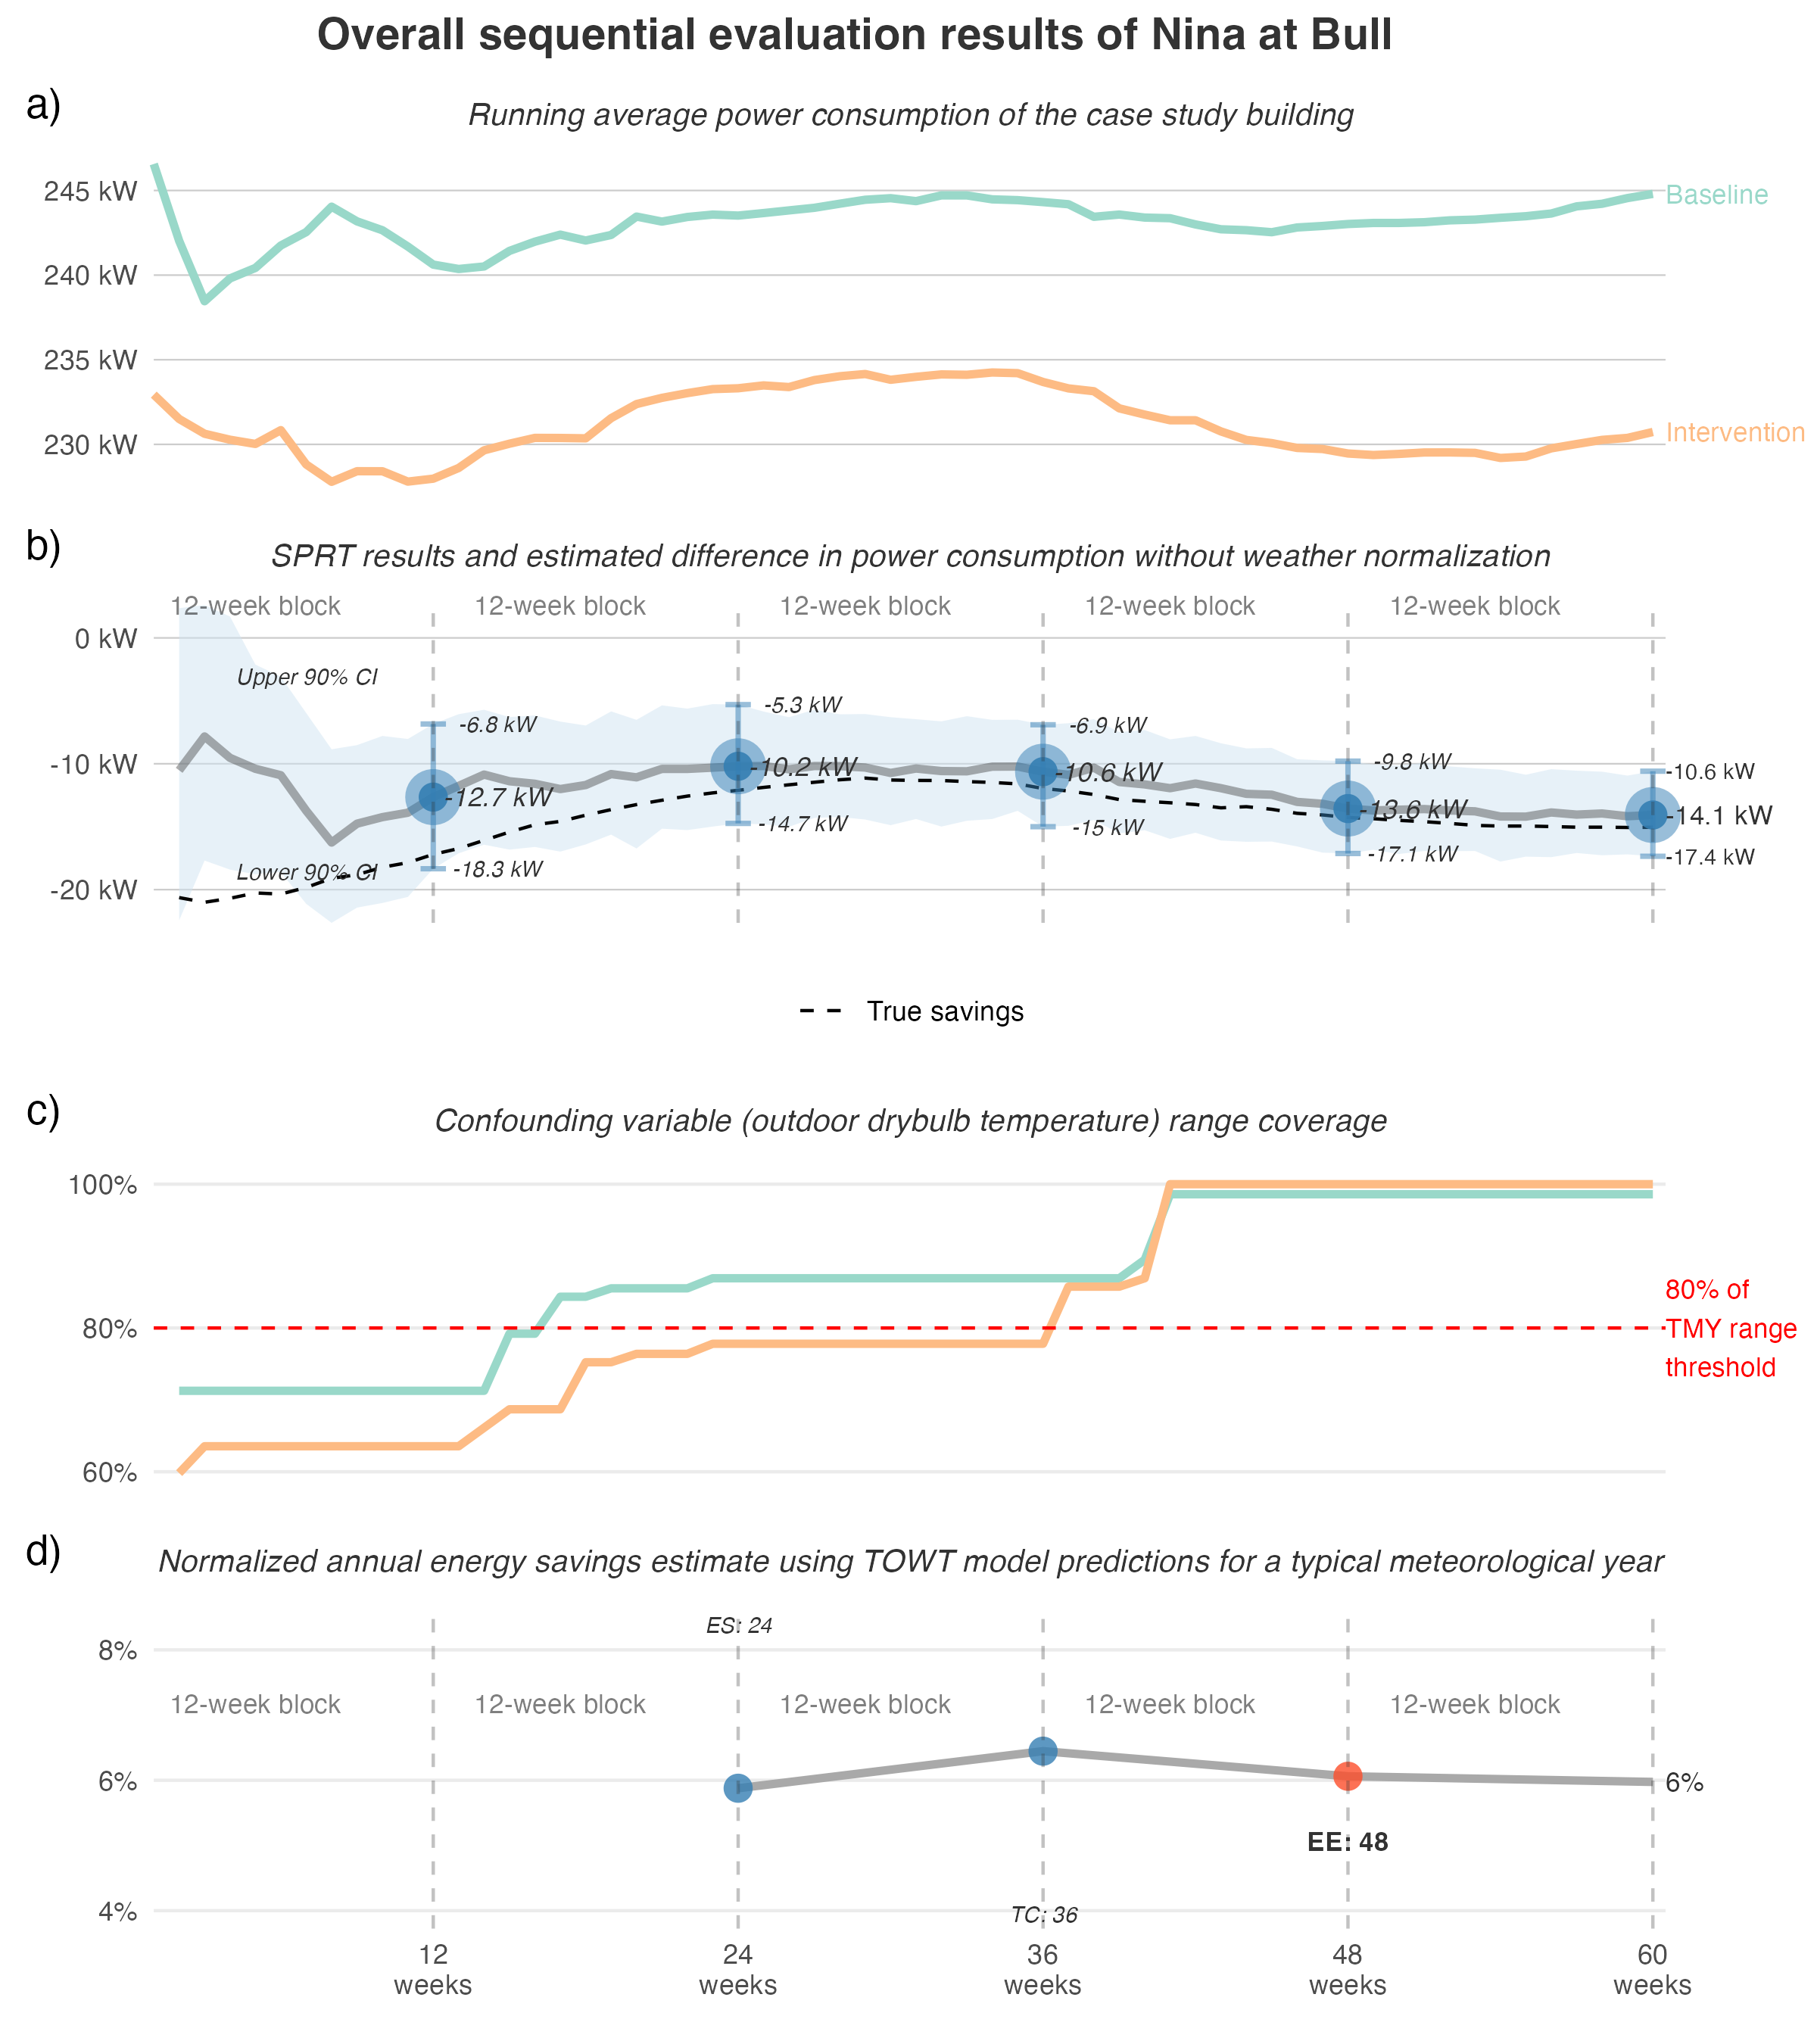 Overall sequential evaluation results of Nina at Bull
a)
Running average power consumption of the case study building
245 kW
240 kW
235 kW
230 kW
Baseline
Intervention
b)
SPRT results and estimated difference in power consumption without weather normalization
12-week block 12-week block 12-week block 12-week block 12-week block
0 kW
-10 kW
-20 kW
Upper 90% CI
Lower 90% CI
-6.8 kW
-12.7 kW
-18.3 kW
-5.3 kW
-10.2 kW
-14.7 kW
-6.9 kW
-10.6 kW
-15 kW
-9.8 kW
-13.6 kW
-17.1 kW
-10.6 kW
-14.1 kW
-17.4 kW
True savings
c)
Confounding variable (outdoor drybulb temperature) range coverage
100%
80%
60%
80% of
TMY range
threshold
d)
Normalized annual energy savings estimate using TOWT model predictions for a typical meteorological year
ES: 24
8%
12-week block 12-week block 12-week block 12-week block 12-week block
6%
6%
EE: 48
4%
TC: 36
12 24 36 48 60
weeks weeks weeks weeks weeks